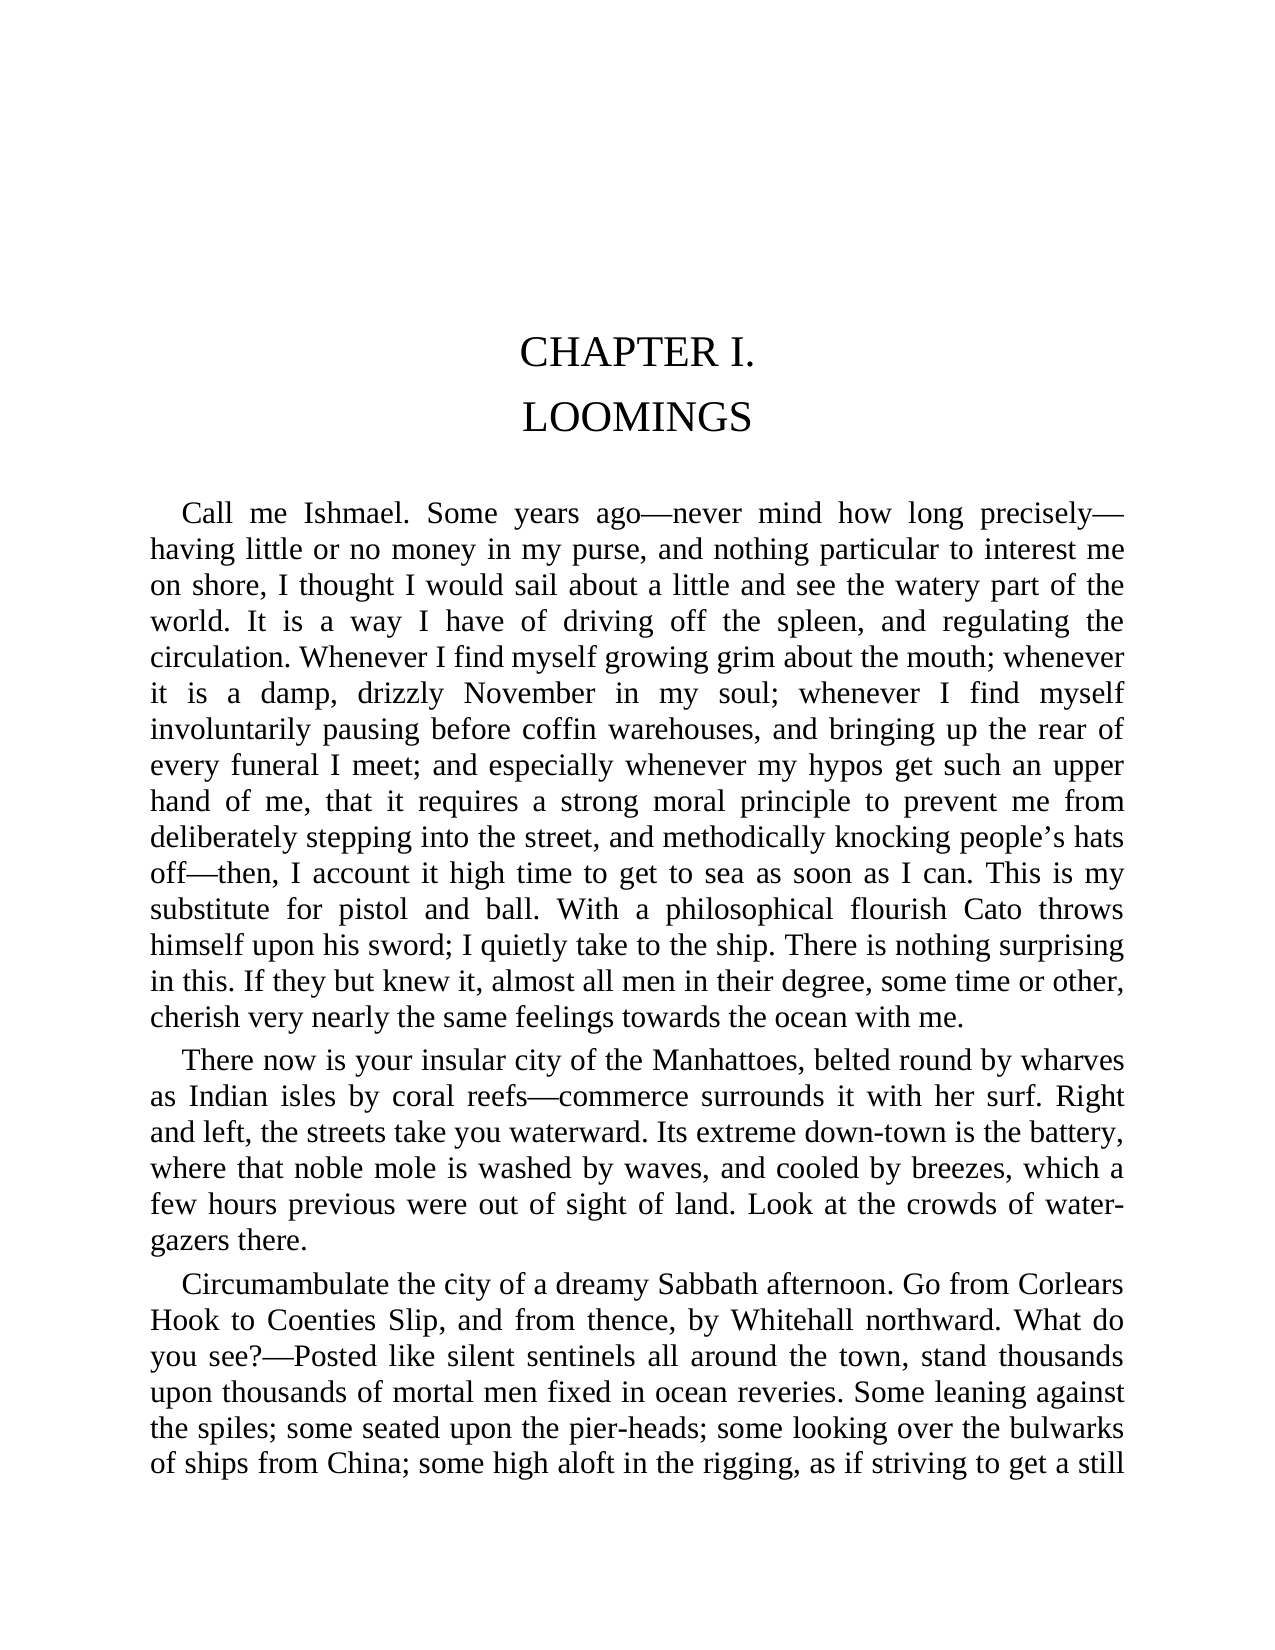 CHAPTER I.
LOOMINGS
Call me Ishmael. Some years ago—never mind how long precisely—
having little or no money in my purse, and nothing particular to interest me
on shore, I thought I would sail about a little and see the watery part of the
world. It is a way I have of driving off the spleen, and regulating the
circulation. Whenever I find myself growing grim about the mouth; whenever
it is a damp, drizzly November in my soul; whenever I find myself
involuntarily pausing before coffin warehouses, and bringing up the rear of
every funeral I meet; and especially whenever my hypos get such an upper
hand of me, that it requires a strong moral principle to prevent me from
deliberately stepping into the street, and methodically knocking people’s hats
off—then, I account it high time to get to sea as soon as I can. This is my
substitute for pistol and ball. With a philosophical flourish Cato throws
himself upon his sword; I quietly take to the ship. There is nothing surprising
in this. If they but knew it, almost all men in their degree, some time or other,
cherish very nearly the same feelings towards the ocean with me.
There now is your insular city of the Manhattoes, belted round by wharves
as Indian isles by coral reefs—commerce surrounds it with her surf. Right
and left, the streets take you waterward. Its extreme down-town is the battery,
where that noble mole is washed by waves, and cooled by breezes, which a
few hours previous were out of sight of land. Look at the crowds of water-
gazers there.
Circumambulate the city of a dreamy Sabbath afternoon. Go from Corlears
Hook to Coenties Slip, and from thence, by Whitehall northward. What do
you see?—Posted like silent sentinels all around the town, stand thousands
upon thousands of mortal men fixed in ocean reveries. Some leaning against
the spiles; some seated upon the pier-heads; some looking over the bulwarks
of ships from China; some high aloft in the rigging, as if striving to get a still